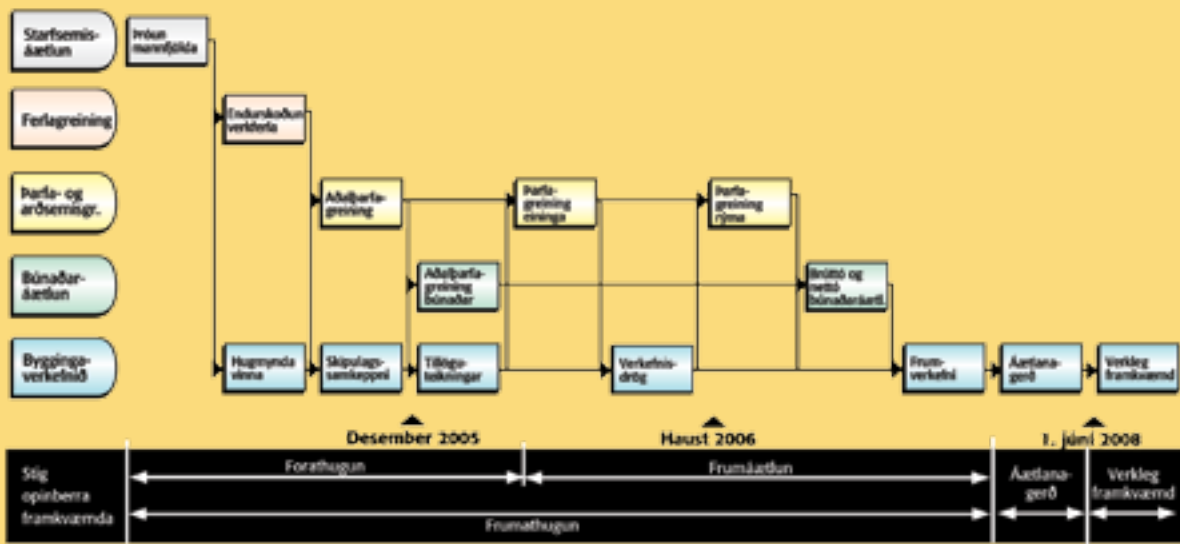 Starfsemis-
áætlun
Þróun
mannfjölda
Ferlagreining
Endurskoðun
verkferla
Þarfa- og
arðsemisgr.
Aðalþarfa-
greining
Þarfa-
greining
eininga
Þarfa-
greining
rýma
Búnaðar-
áætlun
Aðalþarfa-
greining
búnaðar
Brúttó og
nettó
búnaðaráætl.
Bygginga-
verkefnið
Hugmynda
vinna
Skipulags-
samkeppni
Tillögu-
teikningar
Verkefnis-
drög
Frum-
verkefni
Áætlana-
gerð
Verkleg
framkvæmd
Desember 2005
Haust 2006
1. júní 2008
Stig
opinberra
framkvæmda
Forathugun
Frumáætlun
Frumathugun
Áætlana-
gerð
Verkleg
framkvæmd